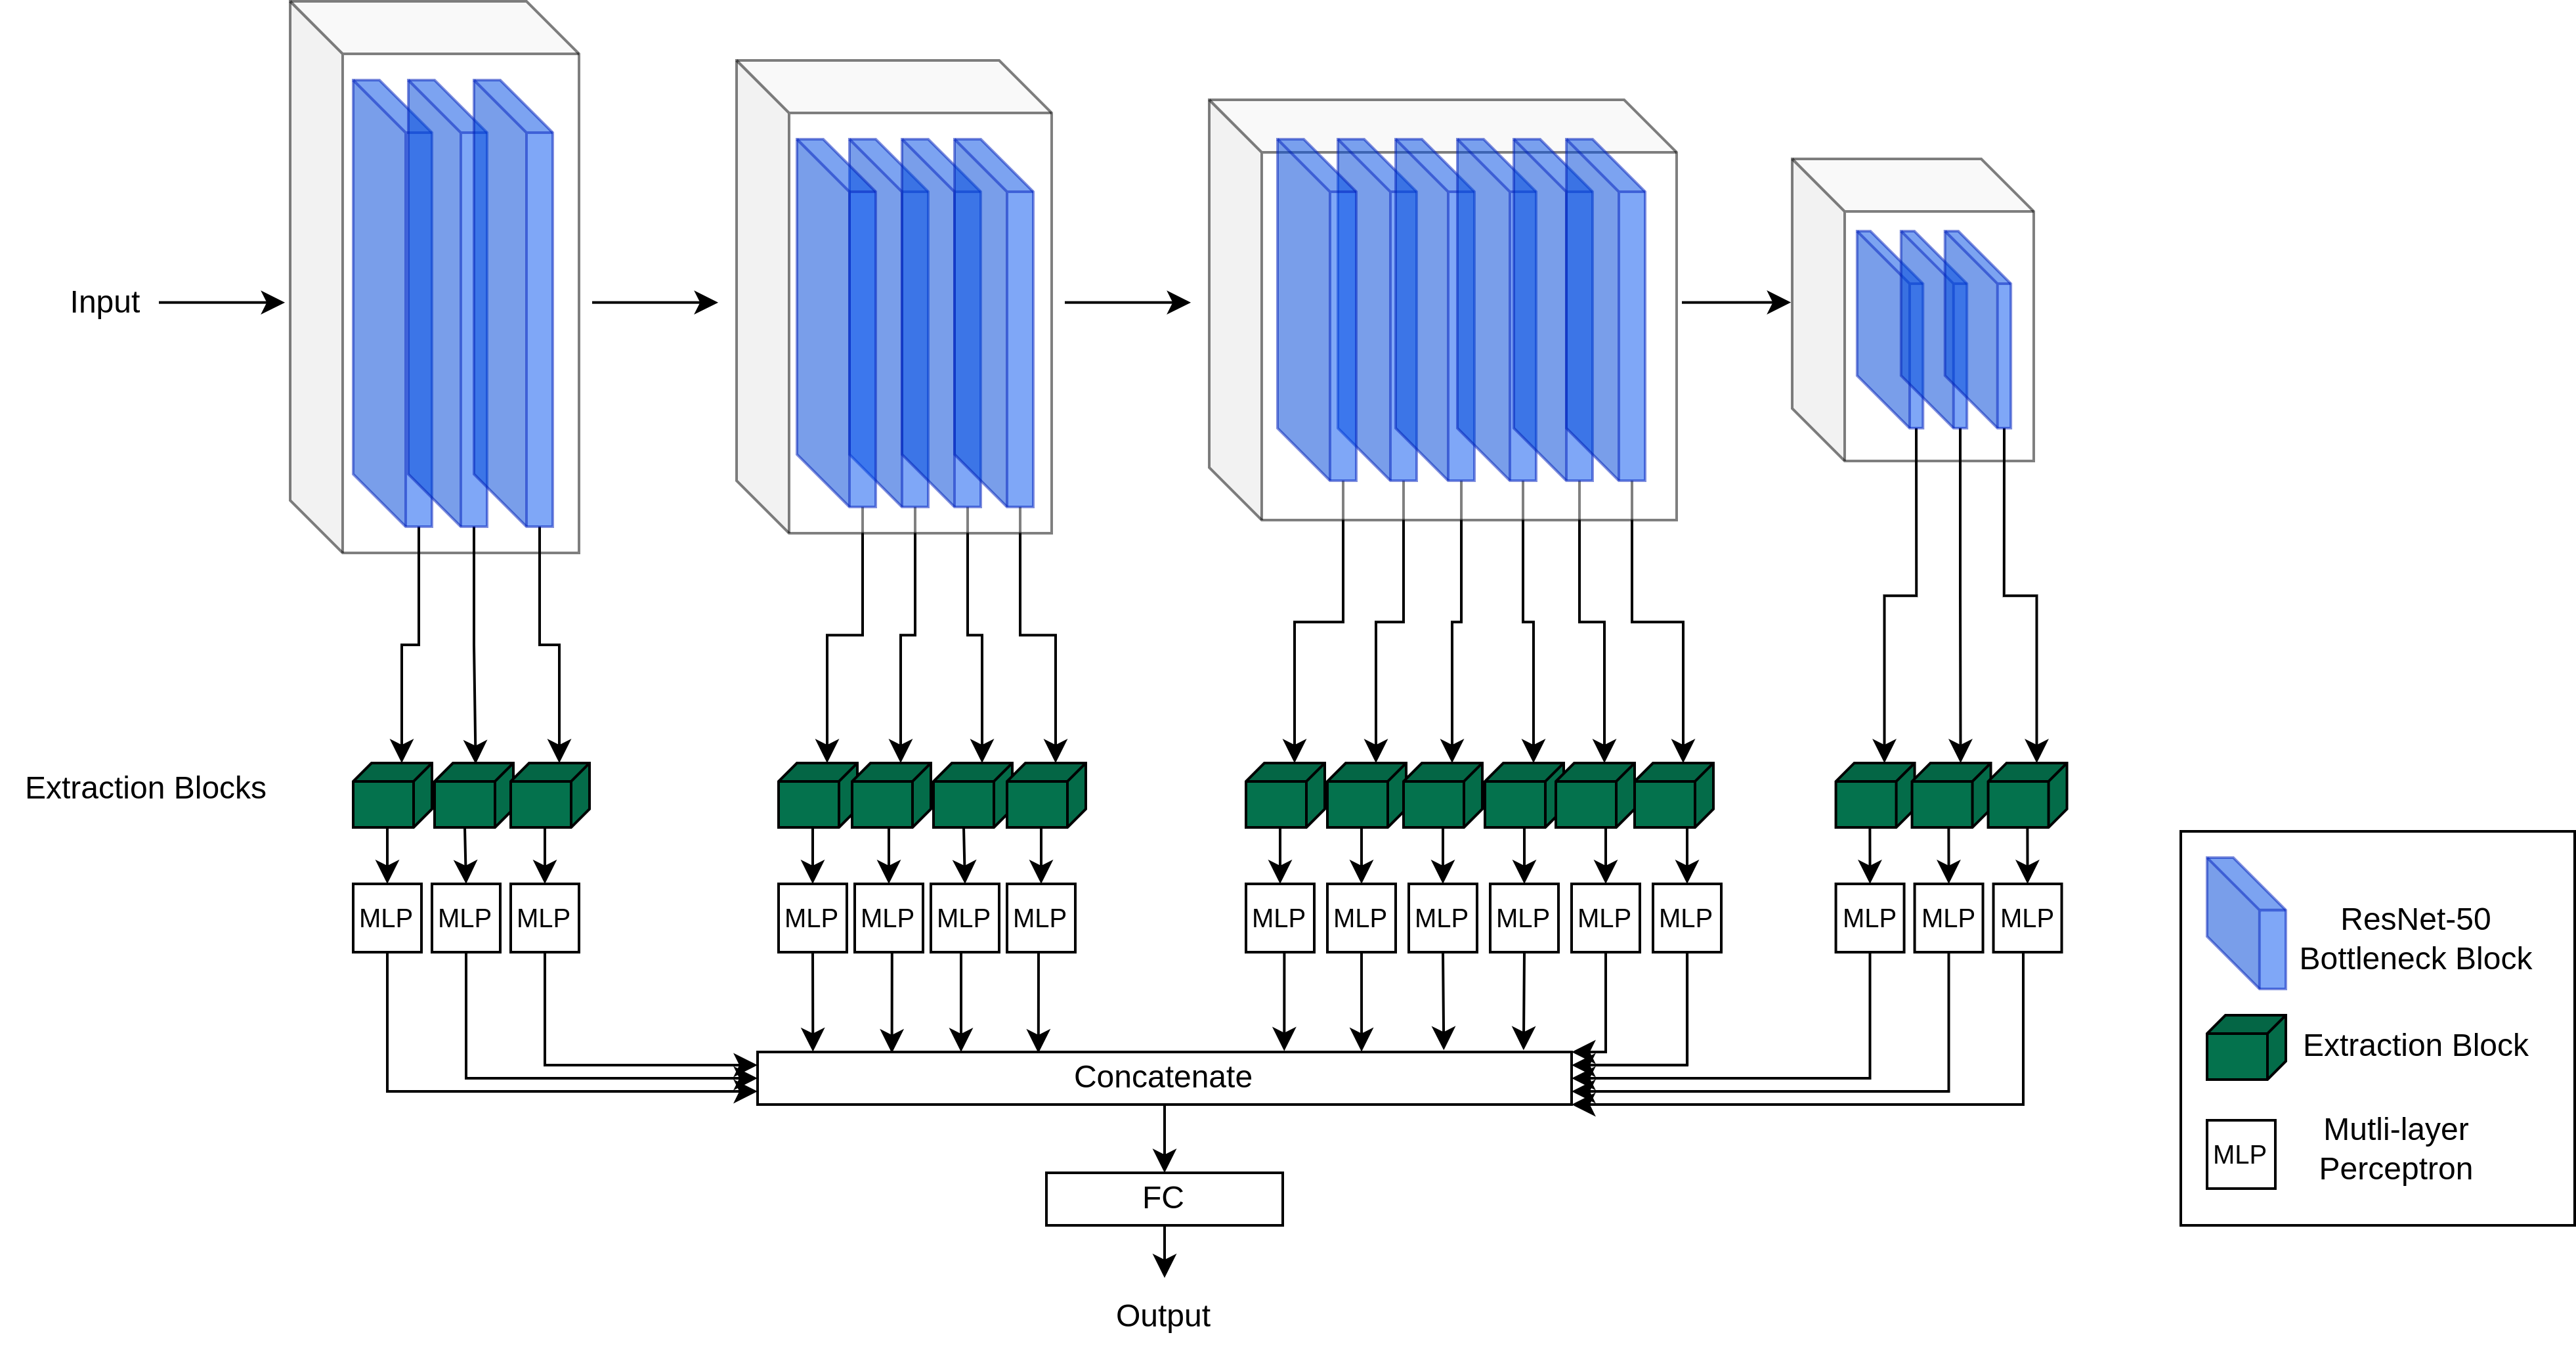 Input
Extraction Blocks
MLP MLP MLP MLP MLP MLP MLP MLP MLP MLP MLP MLP MLP MLP MLP MLP
Concatenate
FC
Output
ResNet-50
Bottleneck Block
Extraction Block
MLP
Mutli-layer
Perceptron